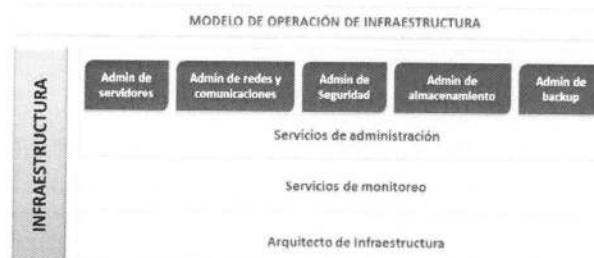 MODELO DE OPERACIÓN DE INFRAESTRUCTURA
INFRAESTRUCTURA
Admin de
servidores
Admin de redes y
comunicaciones
Admin de
Seguridad
Admin de
almacenamiento
Admin de
backup
Servicios de administración
Servicios de monitoreo
Arquitecto de Infraestructura